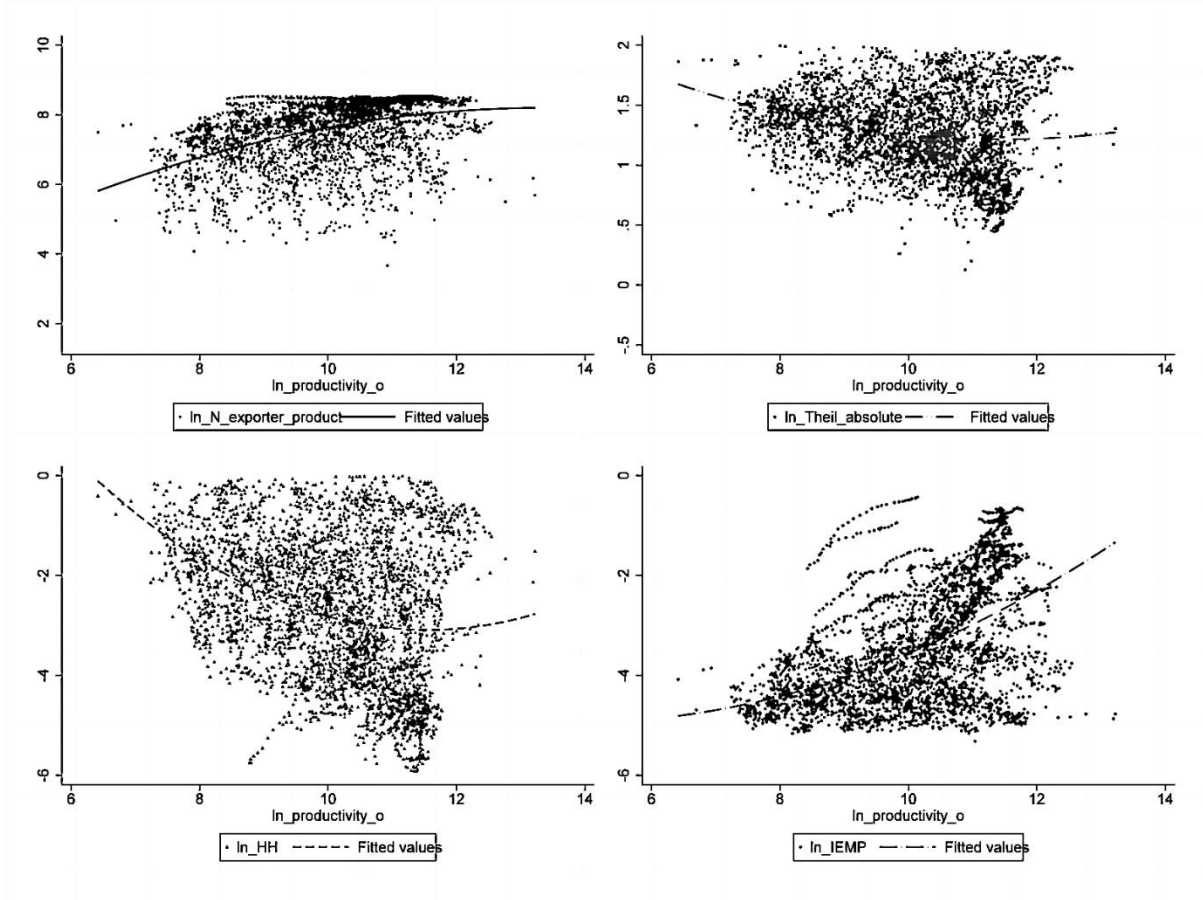 10
8
6
4
2
6 8 10 12 14
ln_productivity_o
ln_N_exporter_product Fitted values
2
1.5
1
.5
0
-.5
6 8 10 12 14
ln_productivity_o
ln_Theil_absolute Fitted values
0
-2
-4
-6
6 8 10 12 14
ln_productivity_o
ln_HH Fitted values
0
-2
-4
-6
6 8 10 12 14
ln_productivity_o
ln_IEMP Fitted values